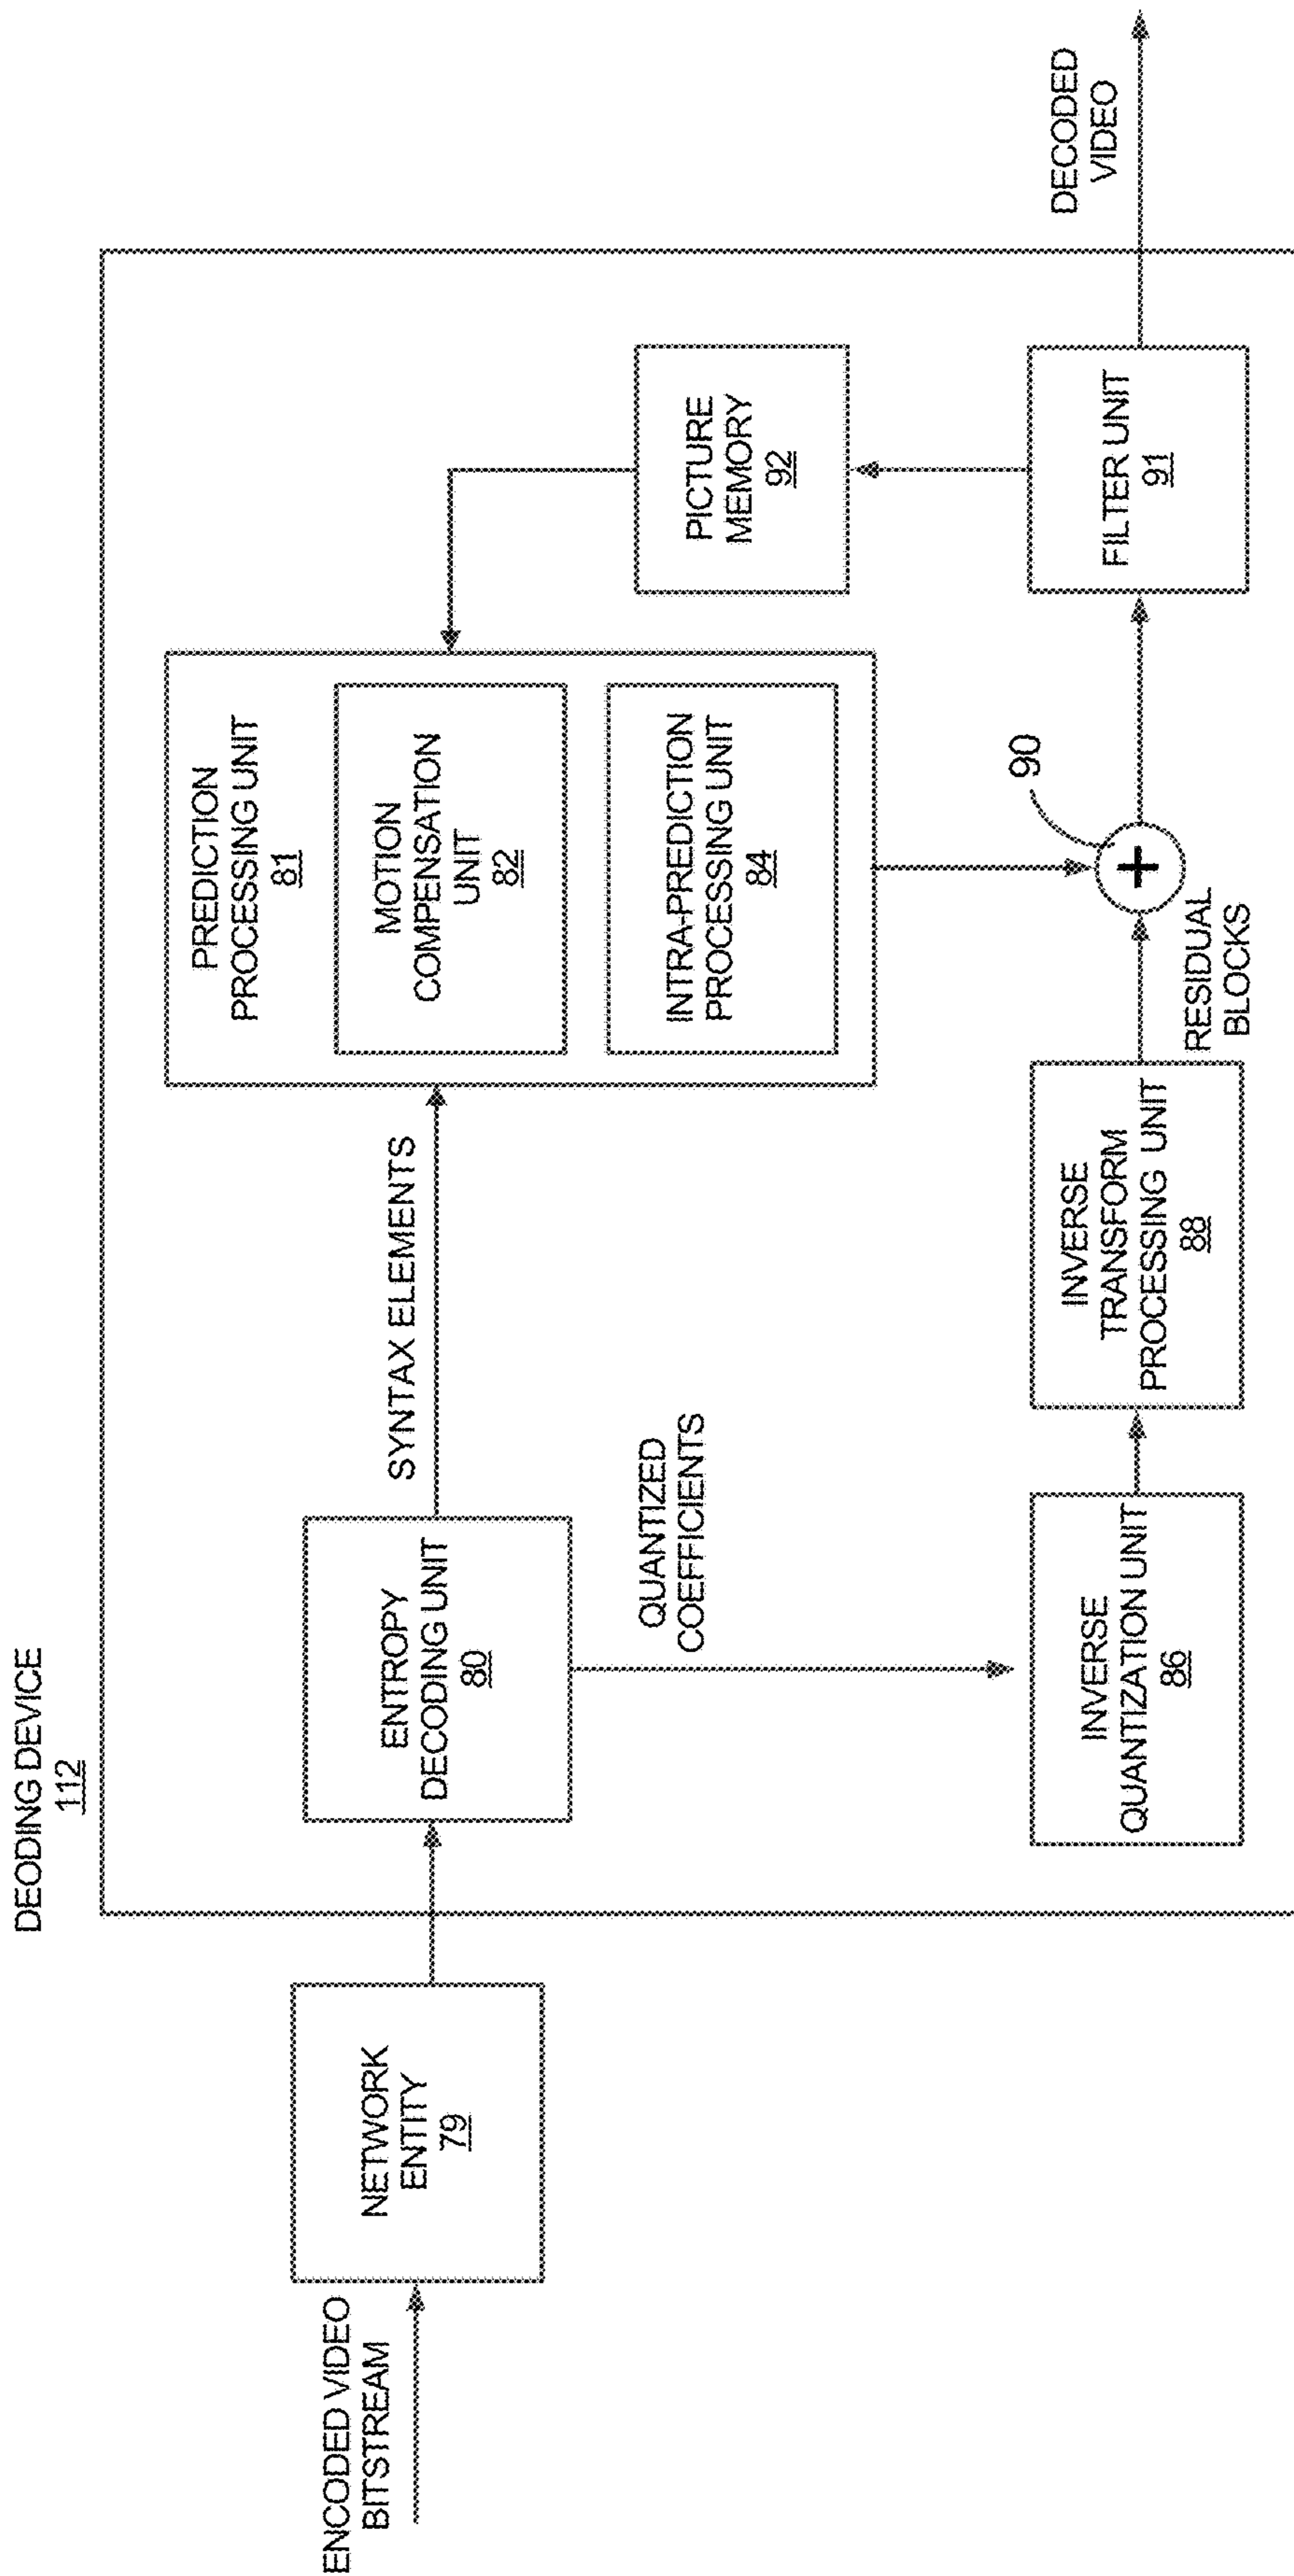 DEODING DEVICE
112
ENCODED VIDEO
BITSTREAM
NETWORK
ENTITY
79
ENTROPY
DECODING UNIT
80
SYNTAX ELEMENTS
PREDICTION
PROCESSING UNIT
81
MOTION
COMPENSATION
UNIT
82
INTRA-PREDICTION
PROCESSING UNIT
84
PICTURE
MEMORY
92
QUANTIZED
COEFFICIENTS
INVERSE
QUANTIZATION UNIT
86
INVERSE
TRANSFORM
PROCESSING UNIT
88
RESIDUAL
BLOCKS
90
+
FILTER UNIT
91
DECODED
VIDEO